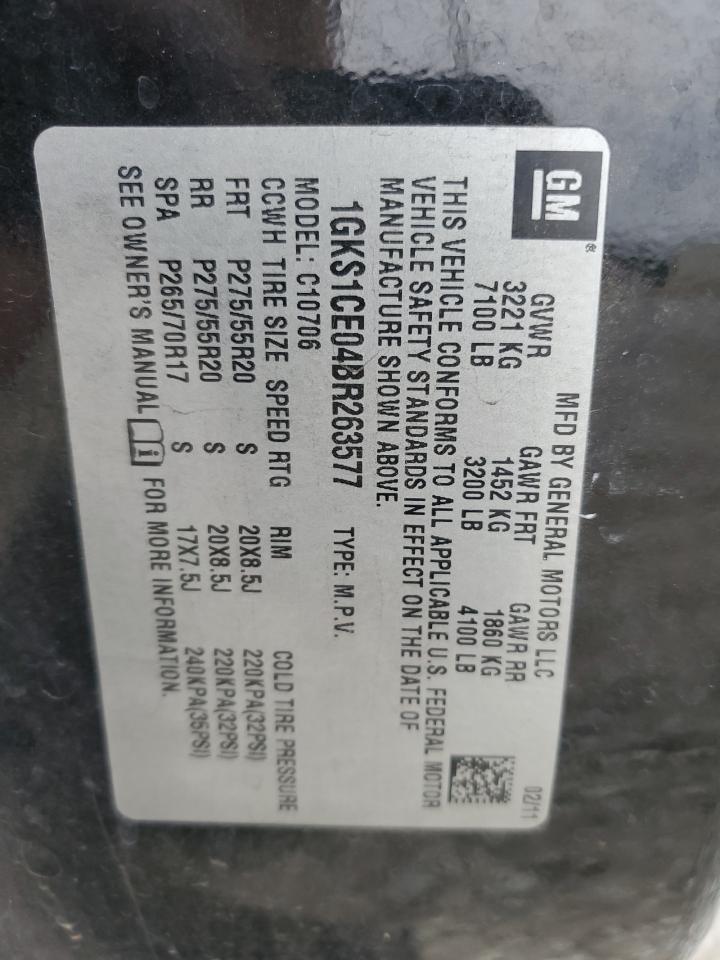 GM®
MFD BY GENERAL MOTORS LLC
02/11
GVWR GAWR FRT GAWR RR
3221 KG 1452 KG 1860 KG
7100 LB 3200 LB 4100 LB
THIS VEHICLE CONFORMS TO ALL APPLICABLE U.S. FEDERAL MOTOR
VEHICLE SAFETY STANDARDS IN EFFECT ON THE DATE OF
MANUFACTURE SHOWN ABOVE.
1GKS1CE04BR263577 TYPE: M.P.V.
MODEL: C10706
CCWH TIRE SIZE SPEED RTG RIM COLD TIRE PRESSURE
FRT P275/55R20 S 20X8.5J 220KPA(32PSI)
RR P275/55R20 S 20X8.5J 220KPA(32PSI)
SPA P265/70R17 S 17X7.5J 240KPA(35PSI)
SEE OWNER'S MANUAL FOR MORE INFORMATION.